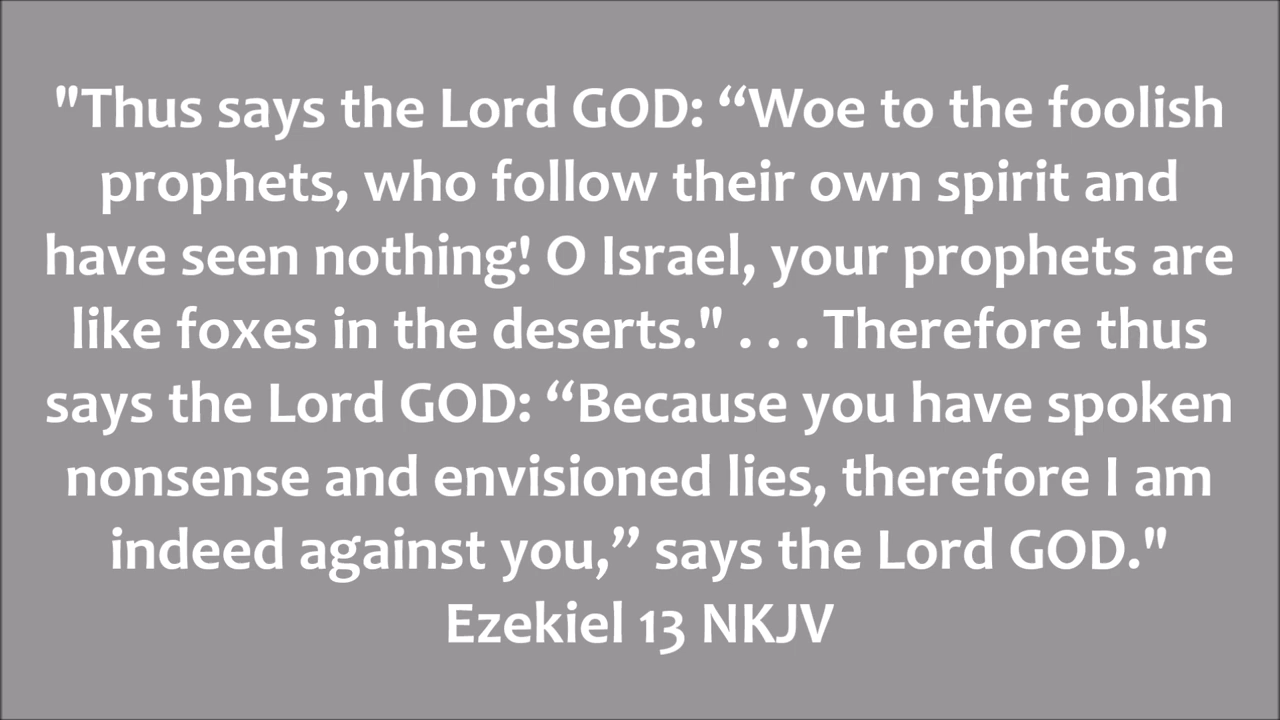 "Thus says the Lord GOD: “Woe to the foolish
prophets, who follow their own spirit and
have seen nothing! O Israel, your prophets are
like foxes in the deserts." . . . Therefore thus
says the Lord GOD: “Because you have spoken
nonsense and envisioned lies, therefore I am
indeed against you,” says the Lord GOD."
Ezekiel 13 NKJV